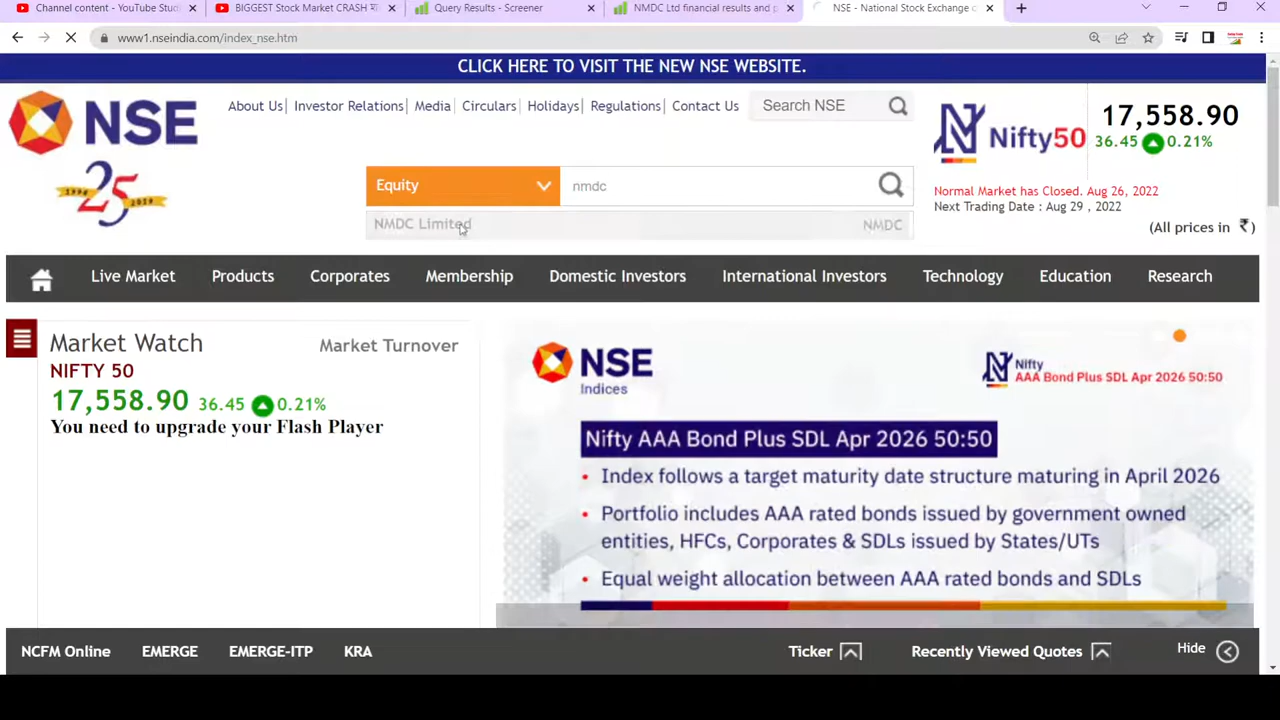 Channel content - YouTube Stud
BIGGEST Stock Market CRASH
Query Results - Screener
NMDC Ltd financial results and p
NSE - National Stock Exchange o
www1.nseindia.com/index_nse.htm
CLICK HERE TO VISIT THE NEW NSE WEBSITE.
NSE
1994 25 2019
About Us| Investor Relations| Media| Circulars| Holidays| Regulations| Contact Us
Search NSE
Nifty50
17,558.90
36.45 0.21%
Equity
nmdc
NMDC Limited NMDC
Normal Market has Closed. Aug 26, 2022
Next Trading Date : Aug 29 , 2022
(All prices in ₹)
Live Market Products Corporates Membership Domestic Investors International Investors Technology Education Research
Market Watch
Market Turnover
NIFTY 50
17,558.90 36.45 0.21%
You need to upgrade your Flash Player
NSE
Indices
Nifty
AAA Bond Plus SDL Apr 2026 50:50
Nifty AAA Bond Plus SDL Apr 2026 50:50
• Index follows a target maturity date structure maturing in April 2026
• Portfolio includes AAA rated bonds issued by government owned
entities, HFCs, Corporates & SDLs issued by States/UTs
• Equal weight allocation between AAA rated bonds and SDLs
NCFM Online EMERGE EMERGE-ITP KRA Ticker Recently Viewed Quotes Hide